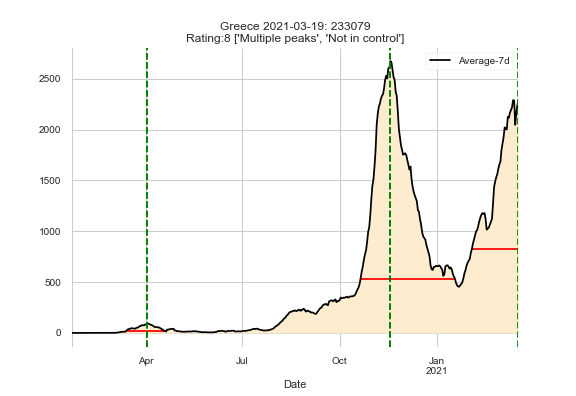 Greece 2021-03-19: 233079
Rating:8 ['Multiple peaks', 'Not in control']
Average-7d
2500
2000
1500
1000
500
0
Apr
Jul
Oct
Jan
2021
Date